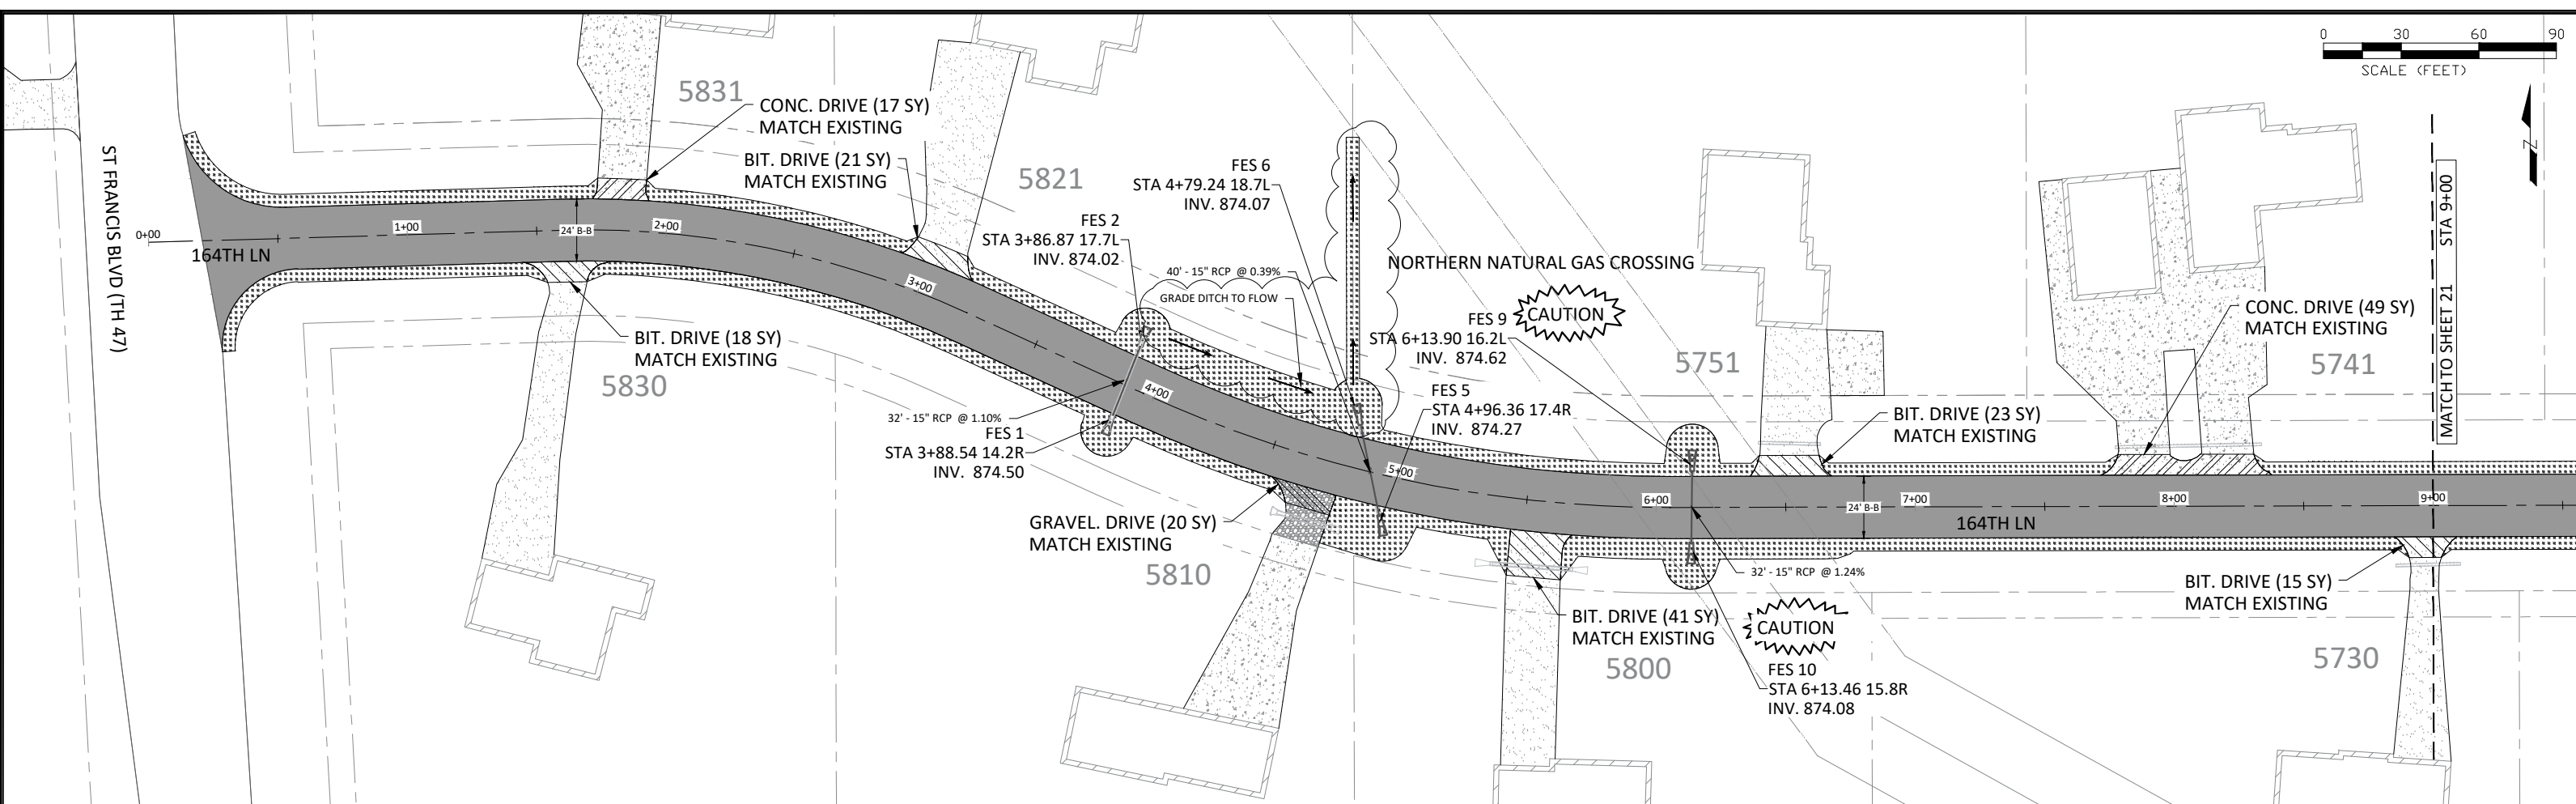 0 30 60 90
SCALE (FEET)
N
ST FRANCIS BLVD (TH 47)
5831
CONC. DRIVE (17 SY)
MATCH EXISTING
BIT. DRIVE (21 SY)
MATCH EXISTING
5821
FES 6
STA 4+79.24 18.7L
INV. 874.07
FES 2
STA 3+86.87 17.7L
INV. 874.02
40' - 15" RCP @ 0.39%
GRADE DITCH TO FLOW
NORTHERN NATURAL GAS CROSSING
CAUTION
FES 9
STA 6+13.90 16.2L
INV. 874.62
5751
CONC. DRIVE (49 SY)
MATCH EXISTING
5741
MATCH TO SHEET 21 STA 9+00
0+00
164TH LN
1+00
24' B-B
2+00
3+00
4+00
5+00
6+00
24' B-B
7+00
164TH LN
8+00
9+00
BIT. DRIVE (18 SY)
MATCH EXISTING
5830
32' - 15" RCP @ 1.10%
FES 1
STA 3+88.54 14.2R
INV. 874.50
FES 5
STA 4+96.36 17.4R
INV. 874.27
BIT. DRIVE (23 SY)
MATCH EXISTING
GRAVEL. DRIVE (20 SY)
MATCH EXISTING
5810
32' - 15" RCP @ 1.24%
BIT. DRIVE (41 SY)
MATCH EXISTING
5800
CAUTION
FES 10
STA 6+13.46 15.8R
INV. 874.08
BIT. DRIVE (15 SY)
MATCH EXISTING
5730